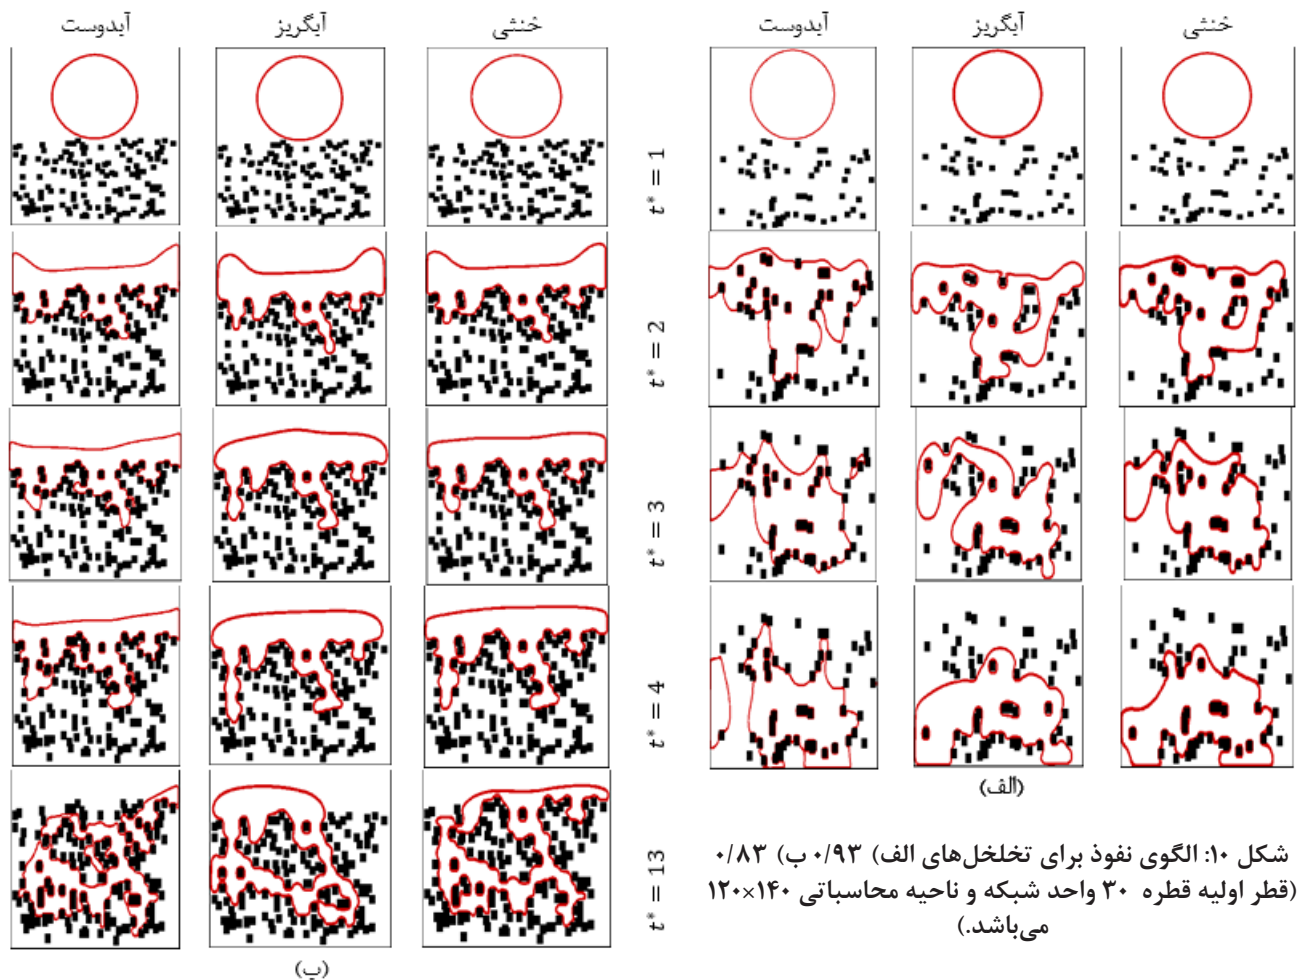 خنثی آبگریز آبدوست
خنثی آبگریز آبدوست
t* = 1
t* = 2
t* = 3
t* = 4
t* = 13
(الف)
(ب)
شکل ۱۰: الگوی نفوذ برای تخلخل‌های الف) ۰/۹۳ ب) ۰/۸۳
(قطر اولیه قطره ۳۰ واحد شبکه و ناحیه محاسباتی ۱۴۰×۱۲۰
می‌باشد.)